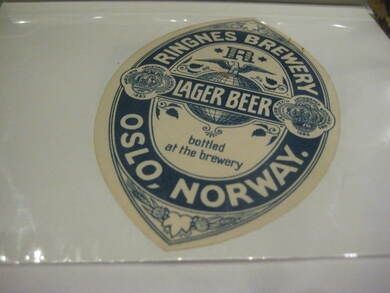 RINGNES BREWERY
R
LAGER BEER
bottled
at the brewery
OSLO, NORWAY.